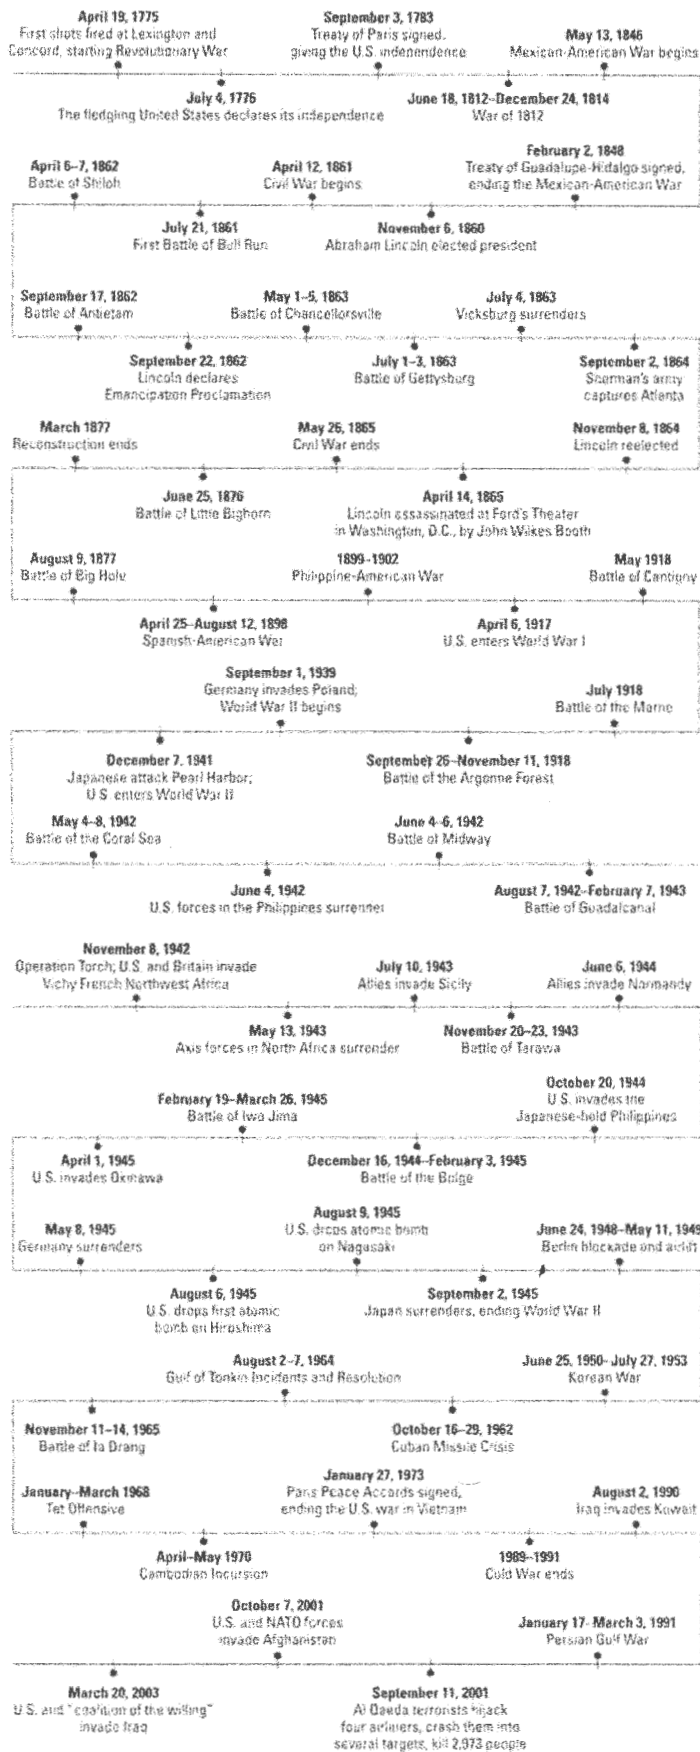 April 19, 1775
First shots fired at Lexington and
Concord, starting Revolutionary War
September 3, 1783
Treaty of Paris signed,
giving the U.S. independence
May 13, 1846
Mexican-American War begins
July 4, 1776
The fledgling United States declares its independence
June 18, 1812–December 24, 1814
War of 1812
April 6–7, 1862
Battle of Shiloh
April 12, 1861
Civil War begins
February 2, 1848
Treaty of Guadalupe-Hidalgo signed,
ending the Mexican-American War
July 21, 1861
First Battle of Bull Run
November 6, 1860
Abraham Lincoln elected president
September 17, 1862
Battle of Antietam
May 1–5, 1863
Battle of Chancellorsville
July 4, 1863
Vicksburg surrenders
September 22, 1862
Lincoln declares
Emancipation Proclamation
July 1–3, 1863
Battle of Gettysburg
September 2, 1864
Sherman's army
captures Atlanta
March 1877
Reconstruction ends
May 26, 1865
Civil War ends
November 8, 1864
Lincoln reelected
June 25, 1876
Battle of Little Bighorn
April 14, 1865
Lincoln assassinated at Ford's Theater
in Washington, D.C., by John Wilkes Booth
August 9, 1877
Battle of Big Hole
1899–1902
Philippine-American War
May 1918
Battle of Cantigny
April 25–August 12, 1898
Spanish-American War
April 6, 1917
U.S. enters World War I
September 1, 1939
Germany invades Poland;
World War II begins
July 1918
Battle of the Marne
December 7, 1941
Japanese attack Pearl Harbor;
U.S. enters World War II
September 26–November 11, 1918
Battle of the Argonne Forest
May 4–8, 1942
Battle of the Coral Sea
June 4–6, 1942
Battle of Midway
June 4, 1942
U.S. forces in the Philippines surrender
August 7, 1942–February 7, 1943
Battle of Guadalcanal
November 8, 1942
Operation Torch; U.S. and Britain invade
Vichy French Northwest Africa
July 10, 1943
Allies invade Sicily
June 6, 1944
Allies invade Normandy
May 13, 1943
Axis forces in North Africa surrender
November 20–23, 1943
Battle of Tarawa
February 19–March 26, 1945
Battle of Iwo Jima
October 20, 1944
U.S. invades the
Japanese-held Philippines
April 1, 1945
U.S. invades Okinawa
December 16, 1944–February 3, 1945
Battle of the Bulge
May 8, 1945
Germany surrenders
August 9, 1945
U.S. drops atomic bomb
on Nagasaki
June 24, 1948–May 11, 1949
Berlin blockade and airlift
August 6, 1945
U.S. drops first atomic
bomb on Hiroshima
September 2, 1945
Japan surrenders, ending World War II
August 2–7, 1964
Gulf of Tonkin Incidents and Resolution
June 25, 1950–July 27, 1953
Korean War
November 11–14, 1965
Battle of Ia Drang
October 16–29, 1962
Cuban Missile Crisis
January–March 1968
Tet Offensive
January 27, 1973
Paris Peace Accords signed,
ending the U.S. war in Vietnam
August 2, 1990
Iraq invades Kuwait
April–May 1970
Cambodian Incursion
1989–1991
Cold War ends
October 7, 2001
U.S. and NATO forces
invade Afghanistan
January 17–March 3, 1991
Persian Gulf War
March 20, 2003
U.S. and "coalition of the willing"
invade Iraq
September 11, 2001
Al Qaeda terrorists hijack
four airliners, crash them into
several targets, kill 2,973 people